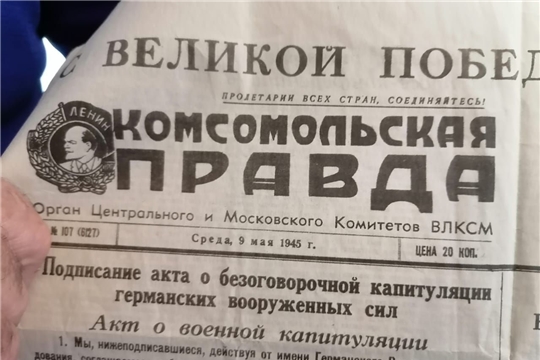 С ВЕЛИКОЙ ПОБЕД
ПРОЛЕТАРИИ ВСЕХ СТРАН, СОЕДИНЯЙТЕСЬ!
ЛЕНИН
КОМСОМОЛЬСКАЯ
ПРАВДА
Орган Центрального и Московского Комитетов ВЛКСМ
№ 107 (6127)
Среда, 9 мая 1945 г.
ЦЕНА 20 КОП.
Подписание акта о безоговорочной капитуляции
германских вооруженных сил
Акт о военной капитуляции
1. Мы, нижеподписавшиеся, действуя от имени